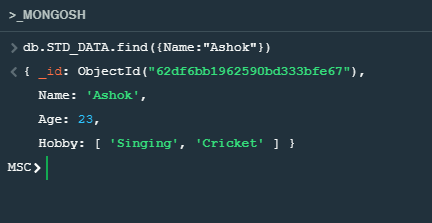 >_MONGOSH
> db.STD_DATA.find({Name:"Ashok"})
< { _id: ObjectId("62df6bb1962590bd333bfe67"),
Name: 'Ashok',
Age: 23,
Hobby: [ 'Singing', 'Cricket' ] }
MSC>